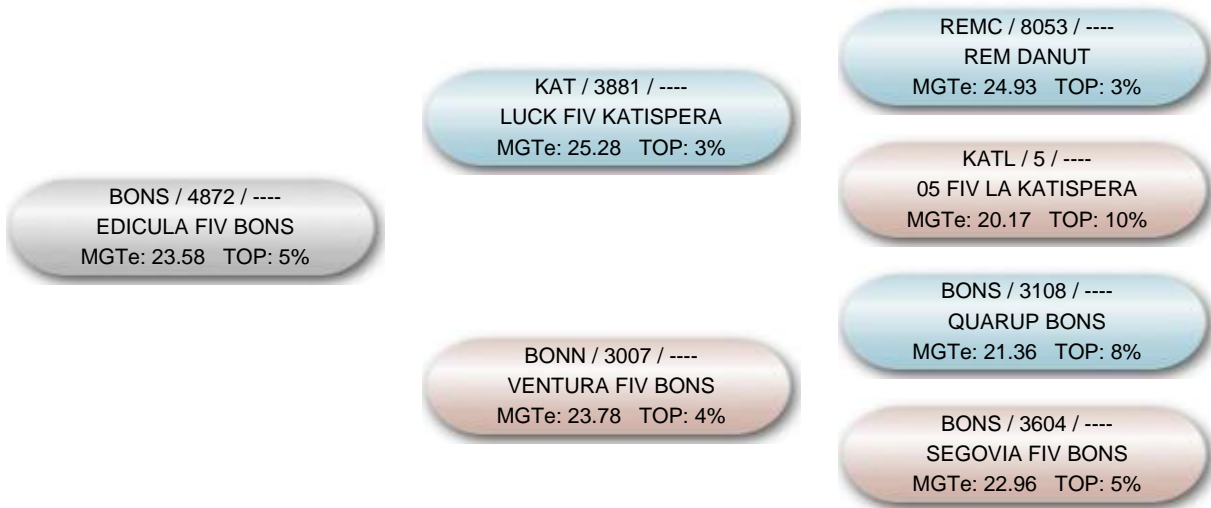 BONS / 4872 / ----
EDICULA FIV BONS
MGTe: 23.58 TOP: 5%
KAT / 3881 / ----
LUCK FIV KATISPERA
MGTe: 25.28 TOP: 3%
BONN / 3007 / ----
VENTURA FIV BONS
MGTe: 23.78 TOP: 4%
REMC / 8053 / ----
REM DANUT
MGTe: 24.93 TOP: 3%
KATL / 5 / ----
05 FIV LA KATISPERA
MGTe: 20.17 TOP: 10%
BONS / 3108 / ----
QUARUP BONS
MGTe: 21.36 TOP: 8%
BONS / 3604 / ----
SEGOVIA FIV BONS
MGTe: 22.96 TOP: 5%